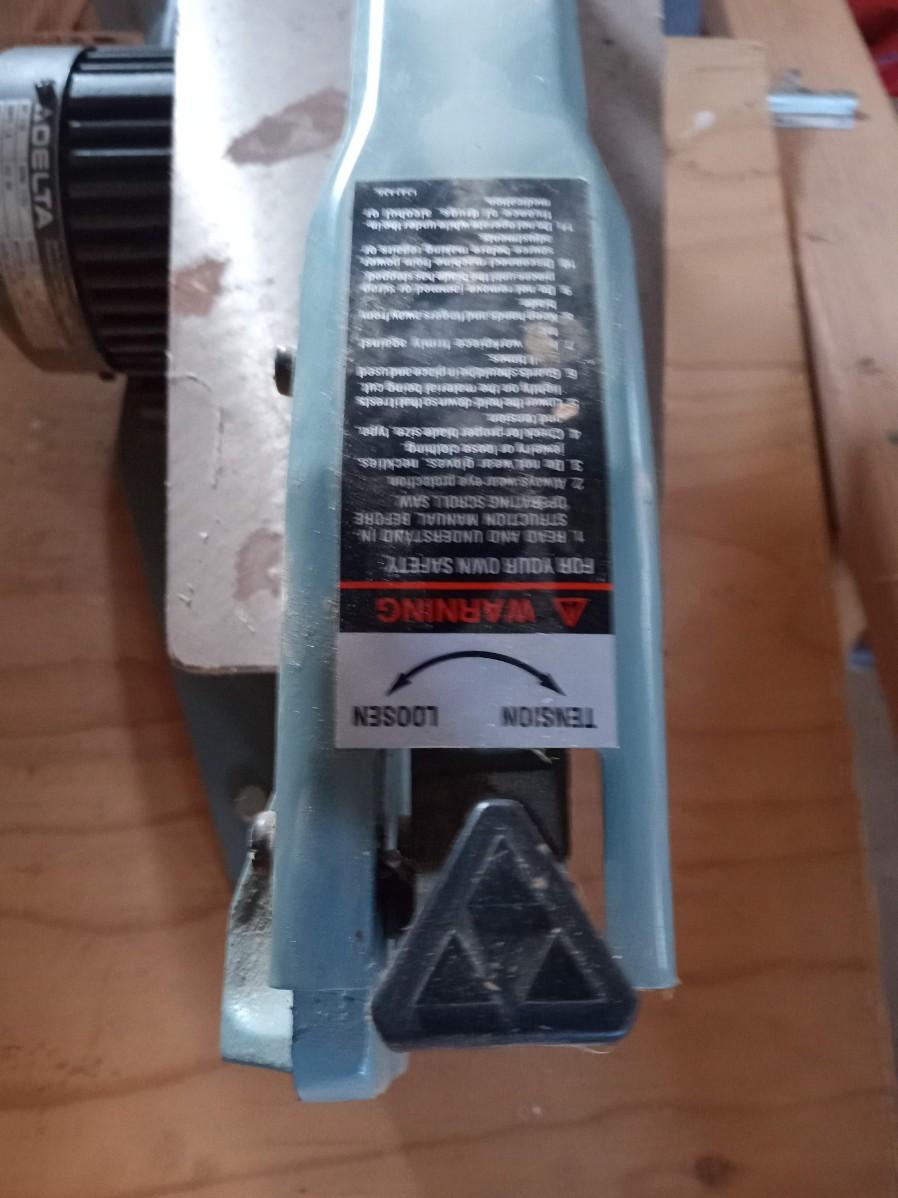 TENSION LOOSEN
WARNING
FOR YOUR OWN SAFETY
1. READ AND UNDERSTAND IN-
STRUCTION MANUAL BEFORE
OPERATING SCROLL SAW.
2. Always wear eye protection.
3. Do not wear gloves, neckties,
jewelry or loose clothing.
4. Check for proper blade size, type,
and tension.
5. Lower the hold-down so that it rests
lightly on the material being cut.
6. Guards should be in place and used
times.
7. workpiece firmly against
8. Keep hands and fingers away from
blade.
9. Do not remove jammed or scrap
pieces until the blade has stopped.
10. Disconnect machine from power
source before making repairs or
adjustments.
11. Do not operate while under the in-
fluence of drugs, alcohol or
medication.
DELTA